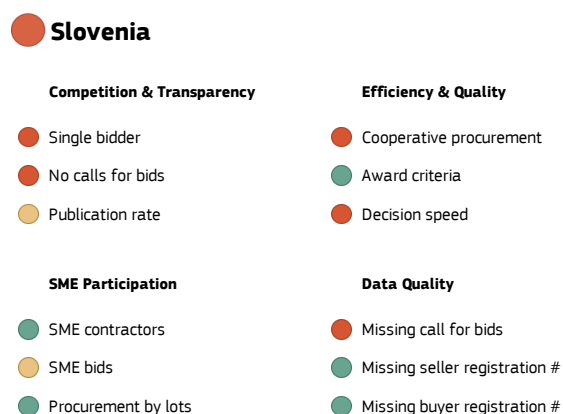 Slovenia
Competition & Transparency
Single bidder
No calls for bids
Publication rate
Efficiency & Quality
Cooperative procurement
Award criteria
Decision speed
SME Participation
SME contractors
SME bids
Procurement by lots
Data Quality
Missing call for bids
Missing seller registration #
Missing buyer registration #